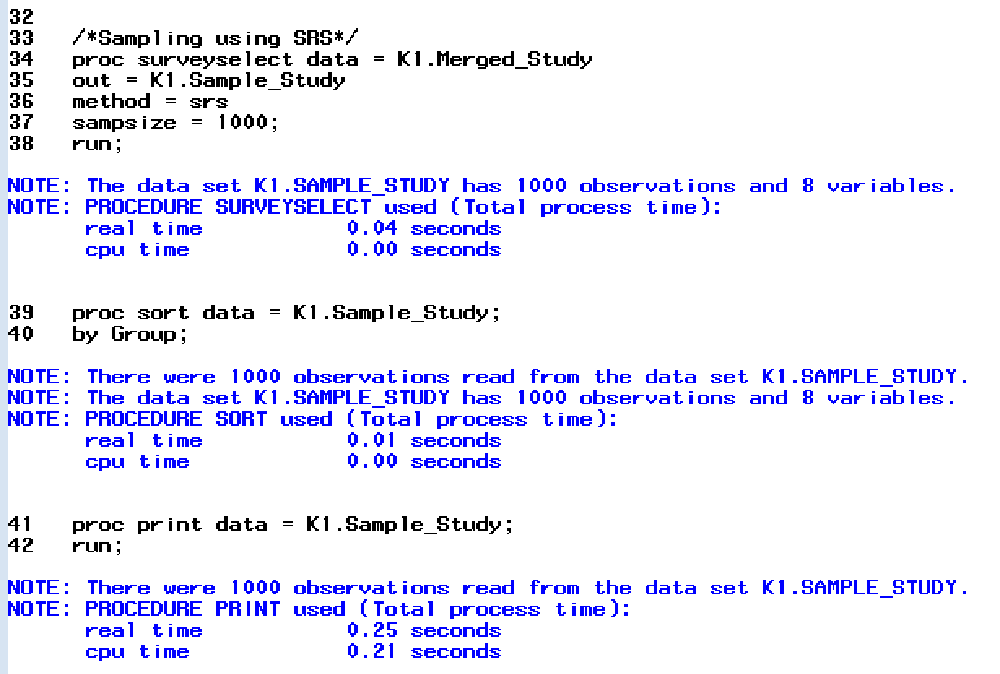 32
33 /*Sampling using SRS*/
34 proc surveyselect data = K1.Merged_Study
35 out = K1.Sample_Study
36 method = srs
37 sampsize = 1000;
38 run;
NOTE: The data set K1.SAMPLE_STUDY has 1000 observations and 8 variables.
NOTE: PROCEDURE SURVEYSELECT used (Total process time):
real time 0.04 seconds
cpu time 0.00 seconds
39 proc sort data = K1.Sample_Study;
40 by Group;
NOTE: There were 1000 observations read from the data set K1.SAMPLE_STUDY.
NOTE: The data set K1.SAMPLE_STUDY has 1000 observations and 8 variables.
NOTE: PROCEDURE SORT used (Total process time):
real time 0.01 seconds
cpu time 0.00 seconds
41 proc print data = K1.Sample_Study;
42 run;
NOTE: There were 1000 observations read from the data set K1.SAMPLE_STUDY.
NOTE: PROCEDURE PRINT used (Total process time):
real time 0.25 seconds
cpu time 0.21 seconds